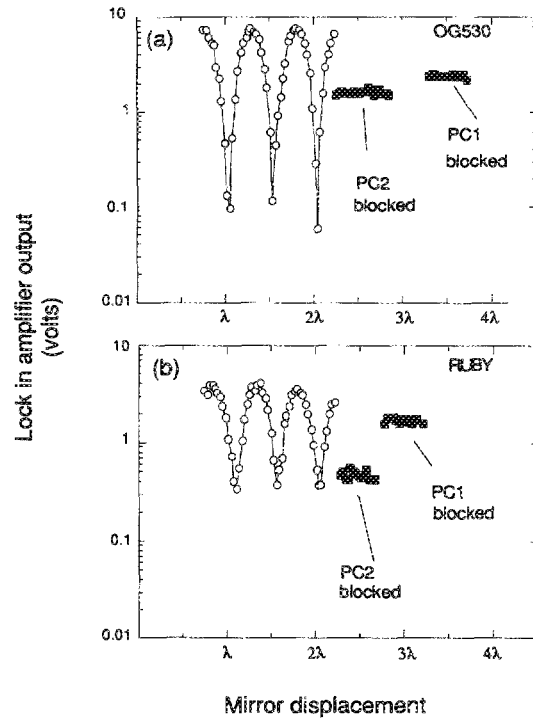 10
(a)
OG530
1
PC1
blocked
PC2
blocked
0.1
0.01
λ
2λ
3λ
4λ
Lock in amplifier output
(volts)
10
(b)
RUBY
1
PC1
blocked
0.1
PC2
blocked
0.01
λ
2λ
3λ
4λ
Mirror displacement